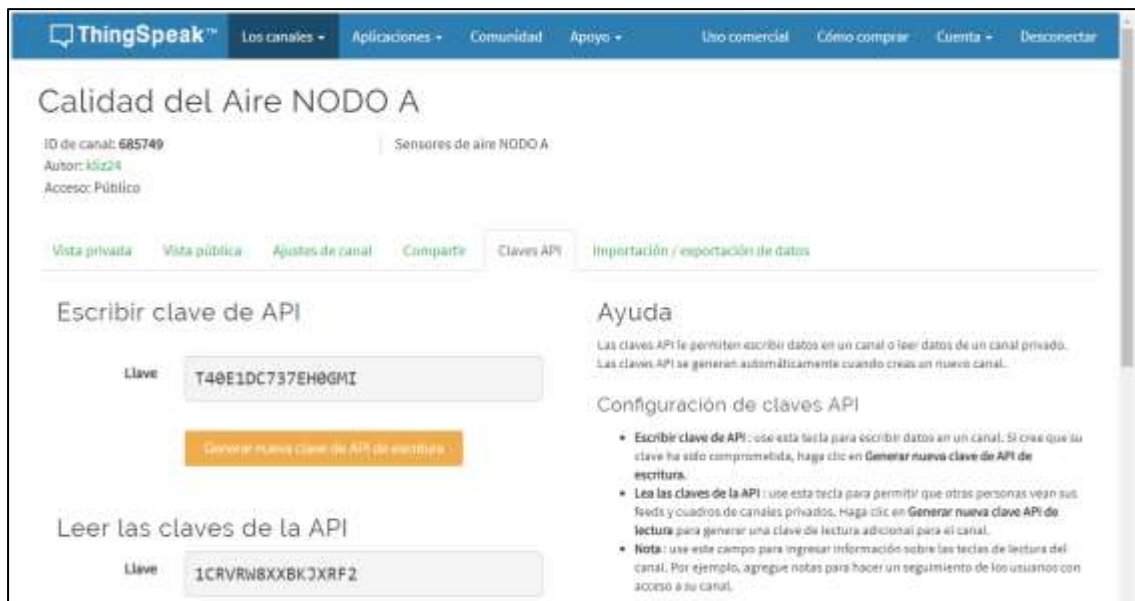 ThingSpeak™ Los canales Aplicaciones Comunidad Apoyo Uso comercial Cómo comprar Cuenta Desconectar
Calidad del Aire NODO A
ID de canal: 685749
Autor: kliz24
Acceso: Público
Sensores de aire NODO A
Vista privada Vista pública Ajustes de canal Compartir Claves API Importación / exportación de datos
Escribir clave de API
Llave T40E1DC737EH0GMI
Generar nueva clave de API de escritura
Leer las claves de la API
Llave 1CRVRW8XXBKJXRF2
Ayuda
Las claves API le permiten escribir datos en un canal o leer datos de un canal privado.
Las claves API se generan automáticamente cuando creas un nuevo canal.
Configuración de claves API
• Escribir clave de API : use esta tecla para escribir datos en un canal. Si cree que su
clave ha sido comprometida, haga clic en Generar nueva clave de API de
escritura.
• Lea las claves de la API : use esta tecla para permitir que otras personas vean sus
feeds y cuadros de canales privados. Haga clic en Generar nueva clave API de
lectura para generar una clave de lectura adicional para el canal.
• Nota : use este campo para ingresar información sobre las teclas de lectura del
canal. Por ejemplo, agregue notas para hacer un seguimiento de los usuarios con
acceso a su canal.